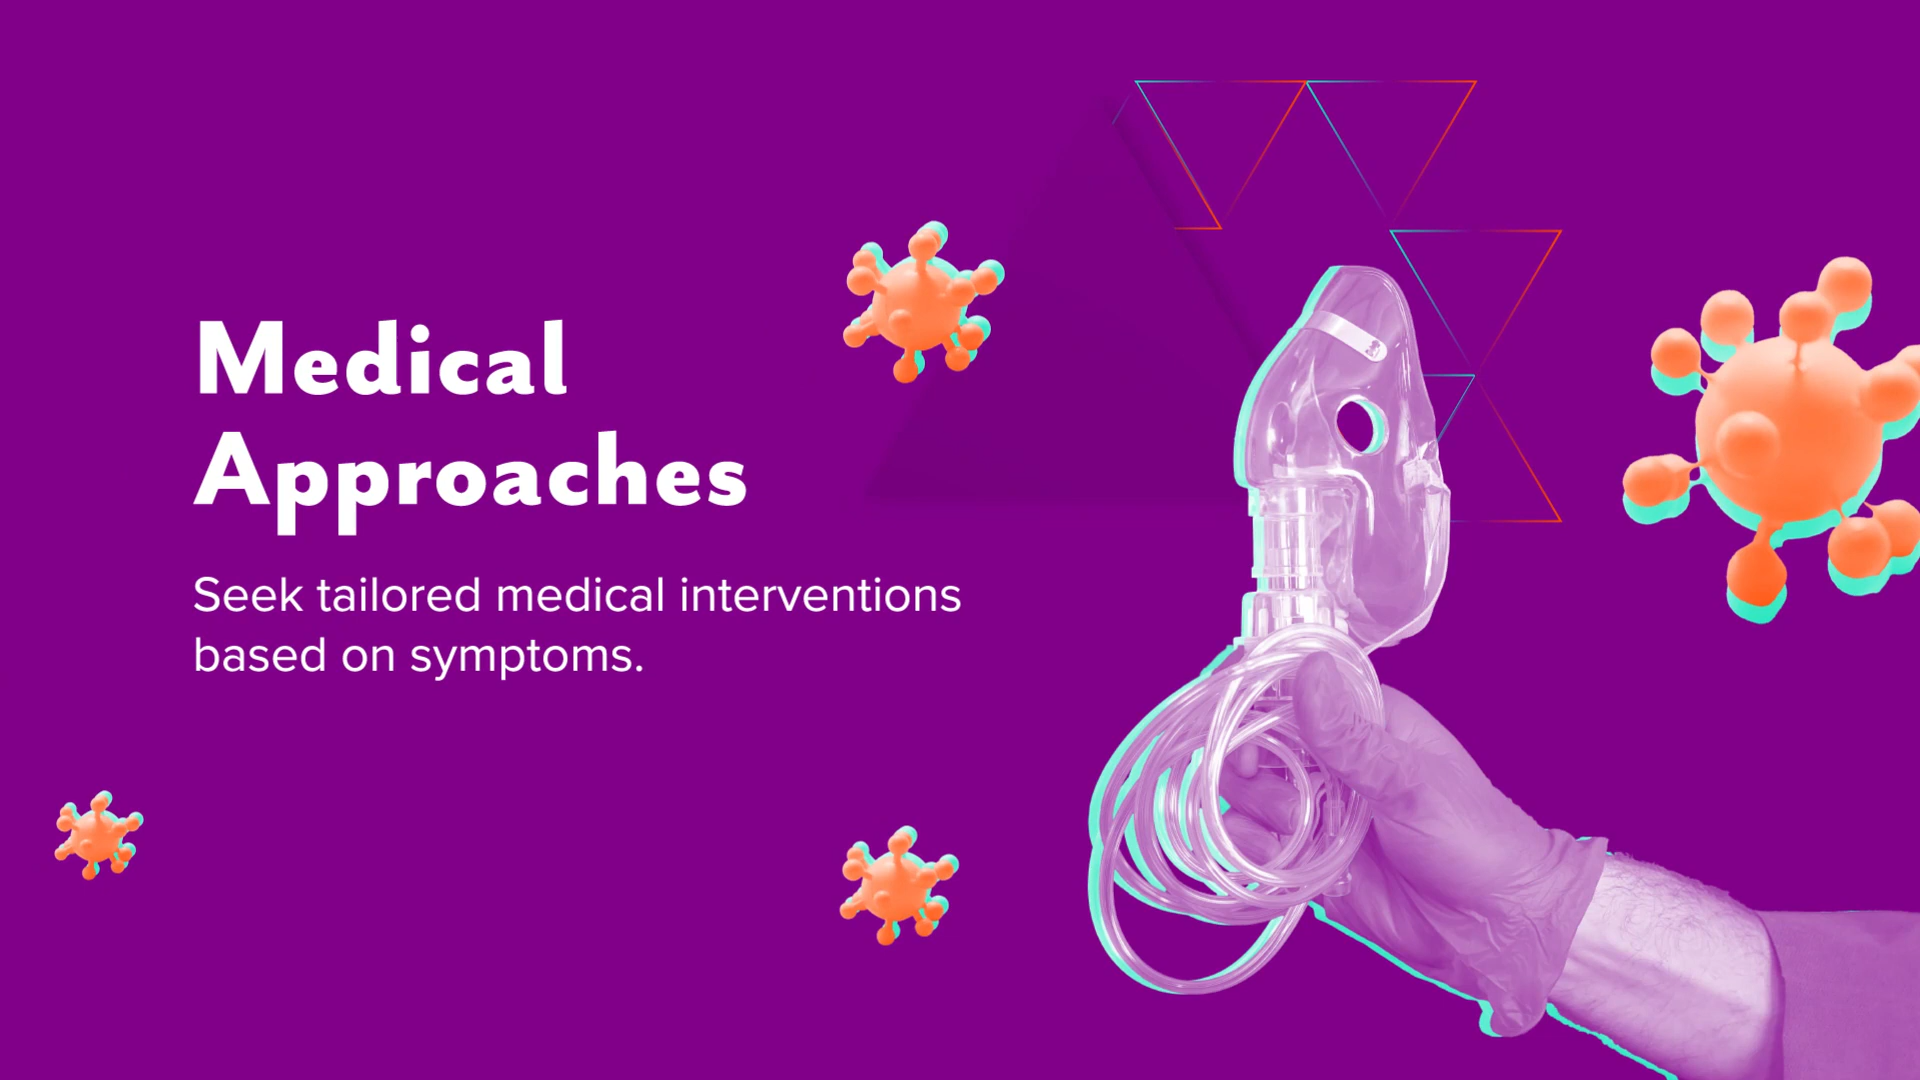 Medical
Approaches
Seek tailored medical interventions
based on symptoms.